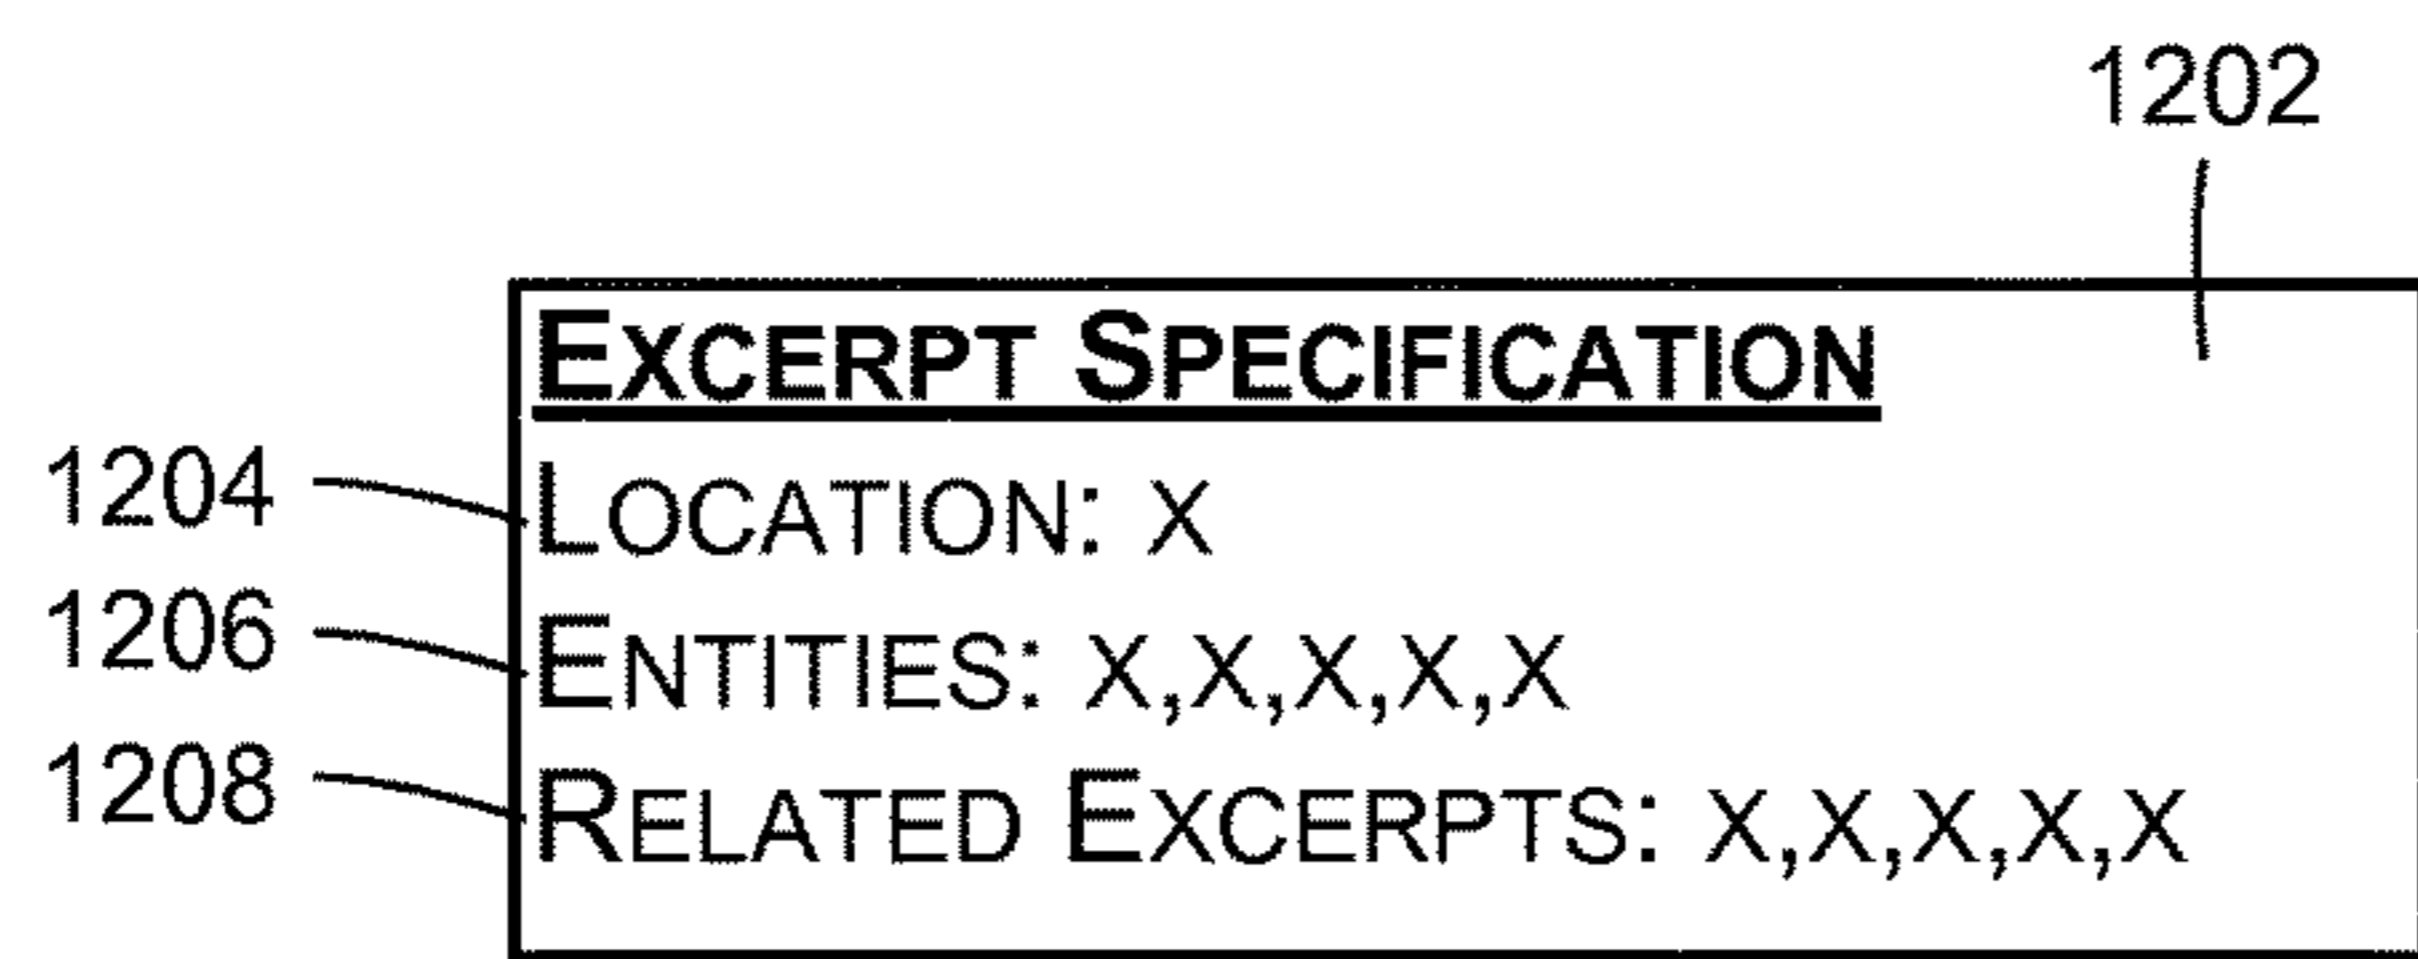 1202
EXCERPT SPECIFICATION
1204 LOCATION: X
1206 ENTITIES: X,X,X,X,X
1208 RELATED EXCERPTS: X,X,X,X,X